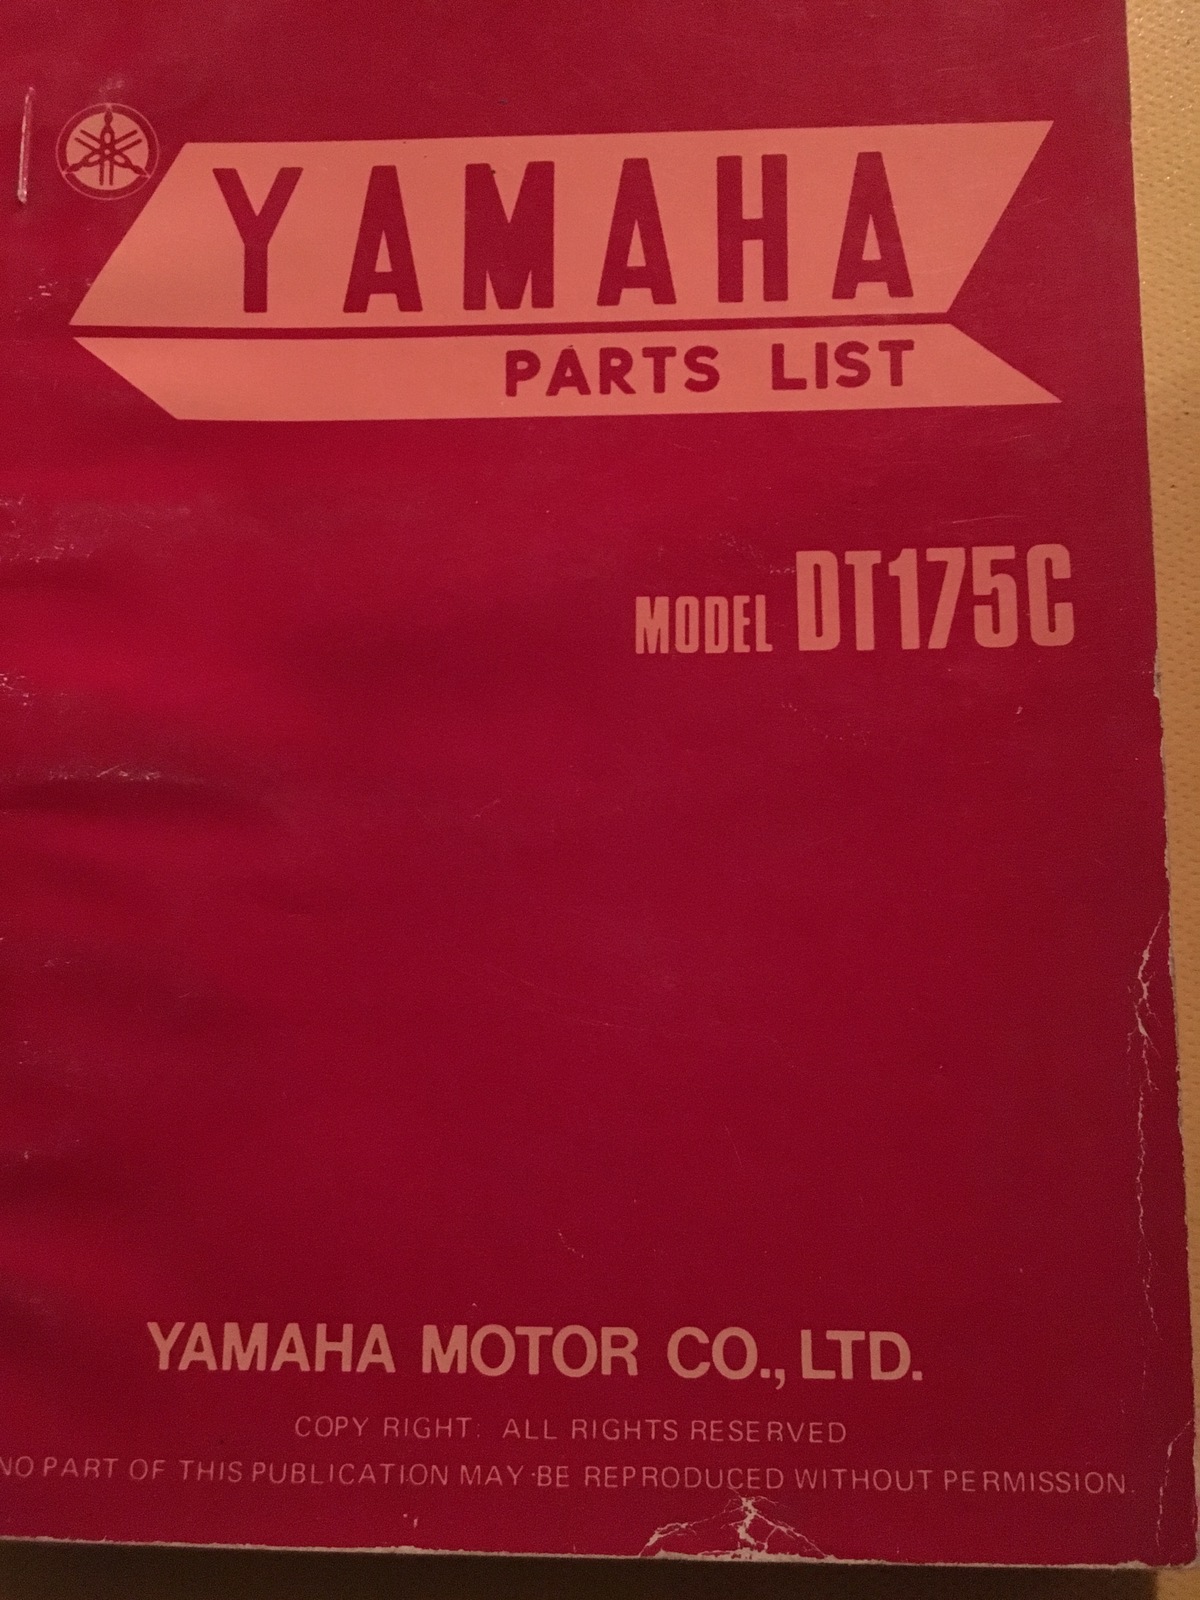 YAMAHA
PARTS LIST
MODEL DT175C
YAMAHA MOTOR CO., LTD.
COPY RIGHT: ALL RIGHTS RESERVED
NO PART OF THIS PUBLICATION MAY BE REPRODUCED WITHOUT PERMISSION.